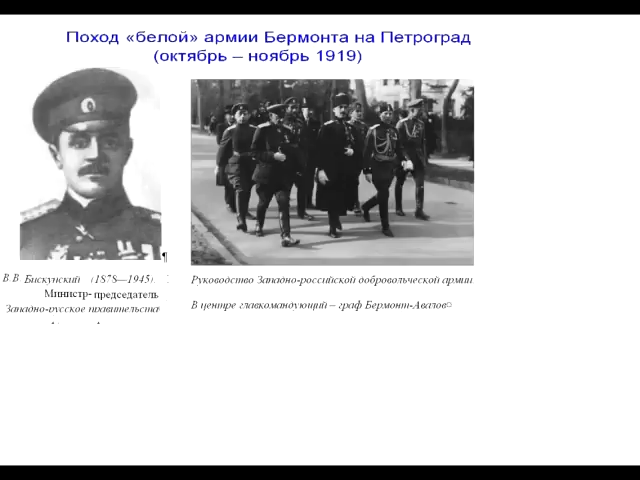 Поход «белой» армии Бермонта на Петроград
(октябрь – ноябрь 1919)
В.В. Бискупский (1878—1945).
Министр- председатель
Западно-русское правительства
Руководство Западно-российской добровольческой армии.
В центре главкомандующий – граф Бермонт-Авалов